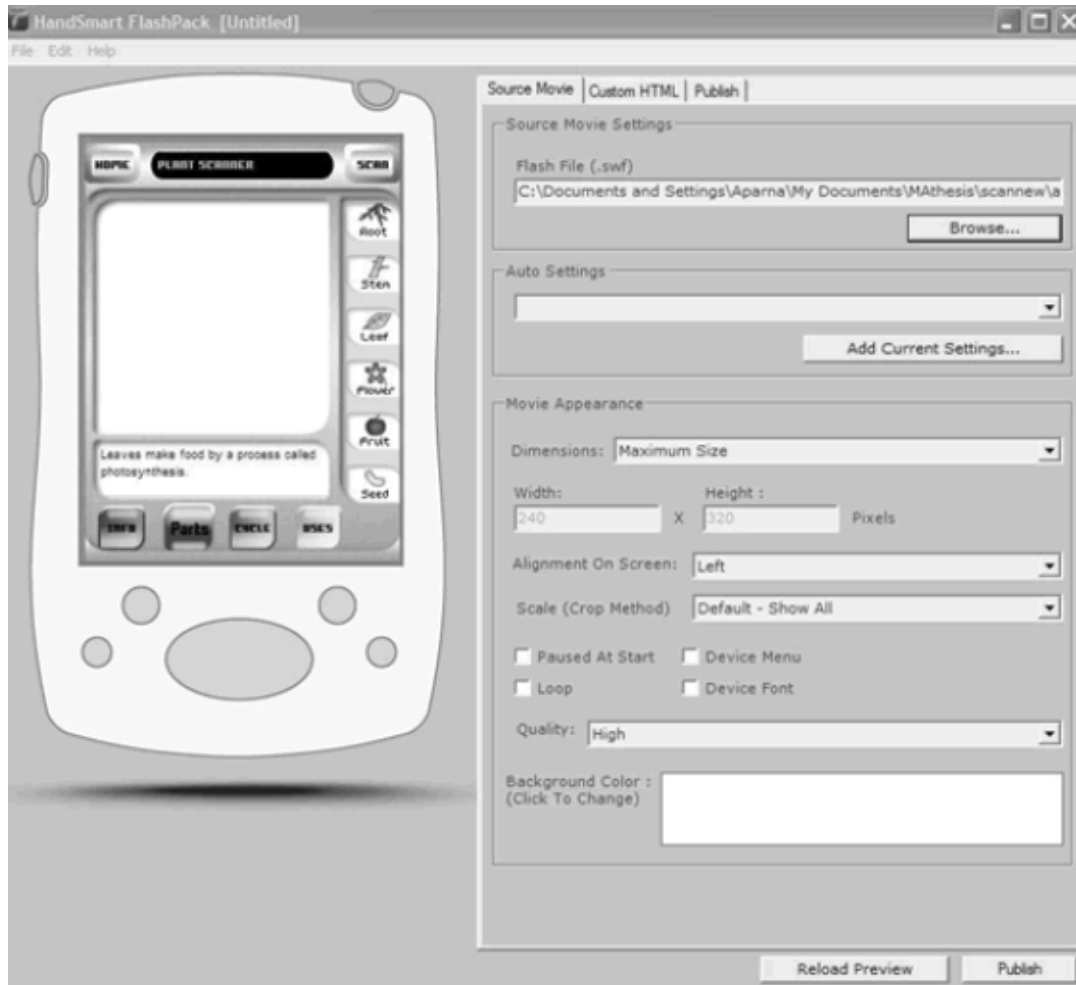 HandSmart FlashPack [Untitled]
File Edit Help
HOME
PLANT SCANNER
SCAN
Root
Stem
Leaf
Flower
Fruit
Seed
Leaves make food by a process called
photosynthesis.
INFO
Parts
CYCLE
USES
Source Movie
Custom HTML
Publish
Source Movie Settings
Flash File (.swf)
C:\Documents and Settings\Aparna\My Documents\MAthesis\scannew\a
Browse...
Auto Settings
Add Current Settings...
Movie Appearance
Dimensions: Maximum Size
Width: Height :
240 X 320 Pixels
Alignment On Screen: Left
Scale (Crop Method) Default - Show All
Paused At Start Device Menu
Loop Device Font
Quality: High
Background Color :
(Click To Change)
Reload Preview Publish